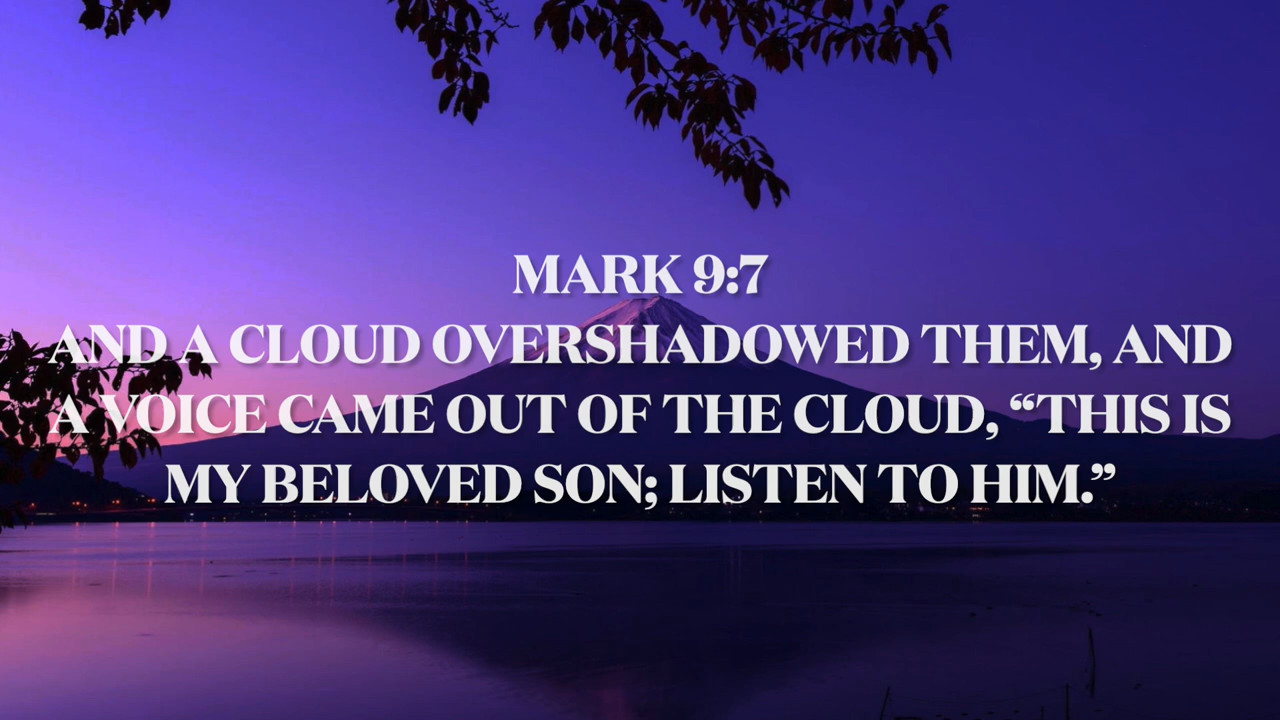 MARK 9:7
AND A CLOUD OVERSHADOWED THEM, AND
A VOICE CAME OUT OF THE CLOUD, “THIS IS
MY BELOVED SON; LISTEN TO HIM.”